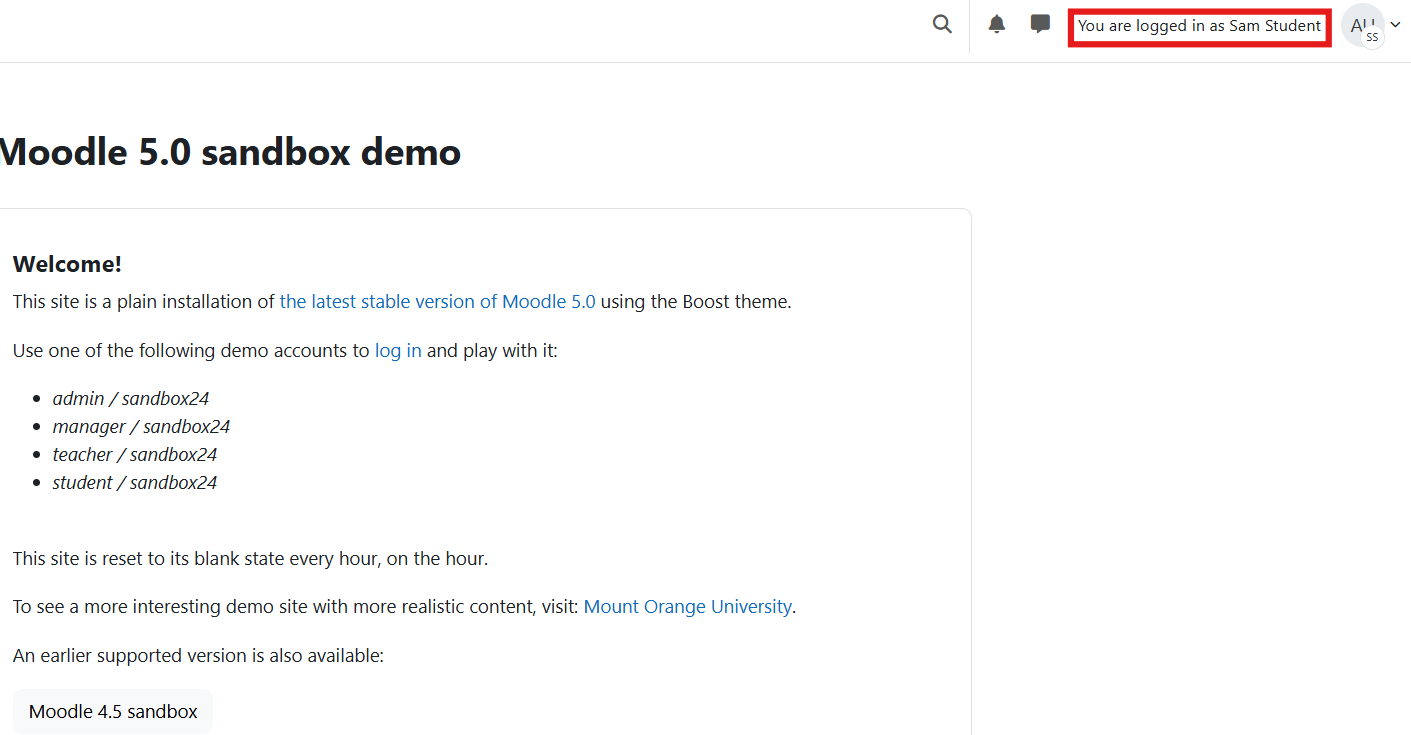 You are logged in as Sam Student
AU
SS
Moodle 5.0 sandbox demo
Welcome!
This site is a plain installation of the latest stable version of Moodle 5.0 using the Boost theme.
Use one of the following demo accounts to log in and play with it:
admin / sandbox24
manager / sandbox24
teacher / sandbox24
student / sandbox24
This site is reset to its blank state every hour, on the hour.
To see a more interesting demo site with more realistic content, visit: Mount Orange University.
An earlier supported version is also available:
Moodle 4.5 sandbox